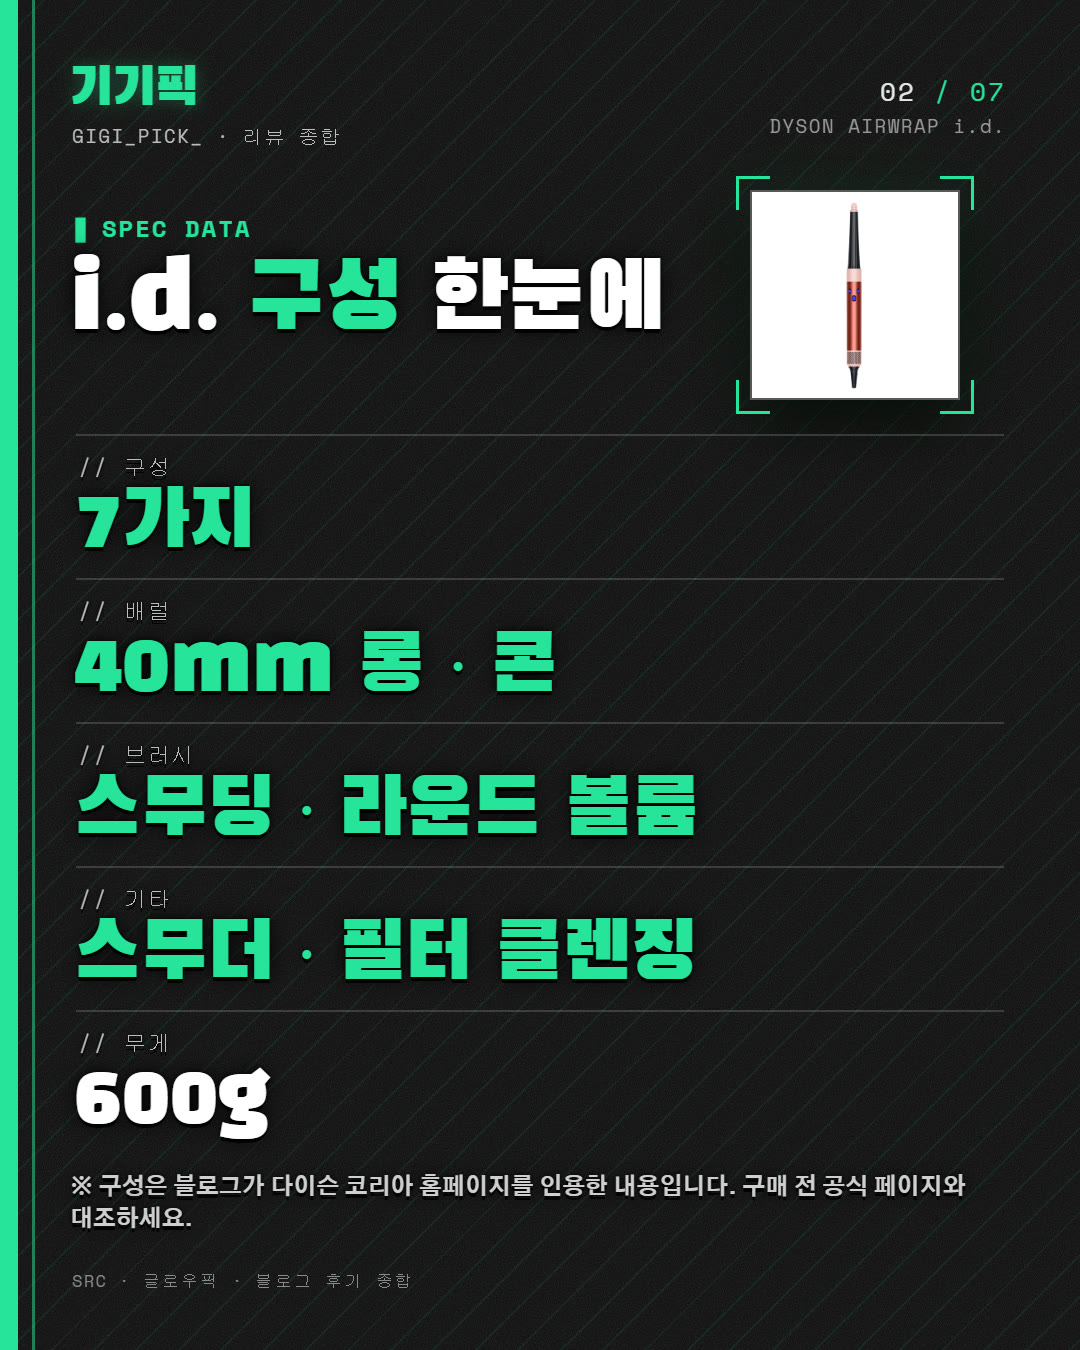 기기픽
GIGI_PICK_ · 리뷰 종합
02 / 07
DYSON AIRWRAP i.d.
SPEC DATA
i.d. 구성 한눈에
// 구성
7가지
// 배럴
40mm 롱 · 콘
// 브러시
스무딩 · 라운드 볼륨
// 기타
스무더 · 필터 클렌징
// 무게
600g
※ 구성은 블로그가 다이슨 코리아 홈페이지를 인용한 내용입니다. 구매 전 공식 페이지와
대조하세요.
SRC · 글로우픽 · 블로그 후기 종합